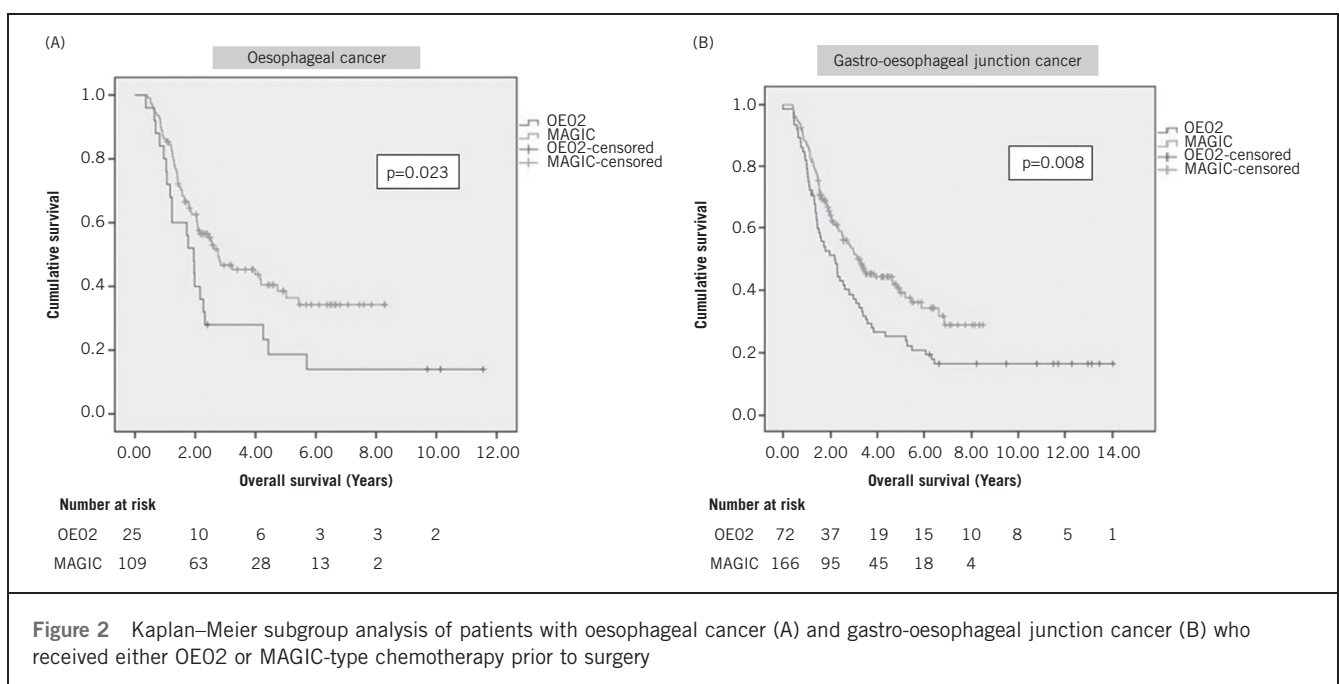 (A)
Oesophageal cancer
1.0
0.8
0.6
0.4
0.2
0.0
Cumulative survival
p=0.023
OE02
MAGIC
OE02-censored
MAGIC-censored
0.00 2.00 4.00 6.00 8.00 10.00 12.00
Overall survival (Years)
Number at risk
OE02 25 10 6 3 3 2
MAGIC 109 63 28 13 2
(B)
Gastro-oesophageal junction cancer
1.0
0.8
0.6
0.4
0.2
0.0
Cumulative survival
p=0.008
OE02
MAGIC
OE02-censored
MAGIC-censored
0.00 2.00 4.00 6.00 8.00 10.00 12.00 14.00
Overall survival (Years)
Number at risk
OE02 72 37 19 15 10 8 5 1
MAGIC 166 95 45 18 4
Figure 2 Kaplan–Meier subgroup analysis of patients with oesophageal cancer (A) and gastro-oesophageal junction cancer (B) who
received either OE02 or MAGIC-type chemotherapy prior to surgery